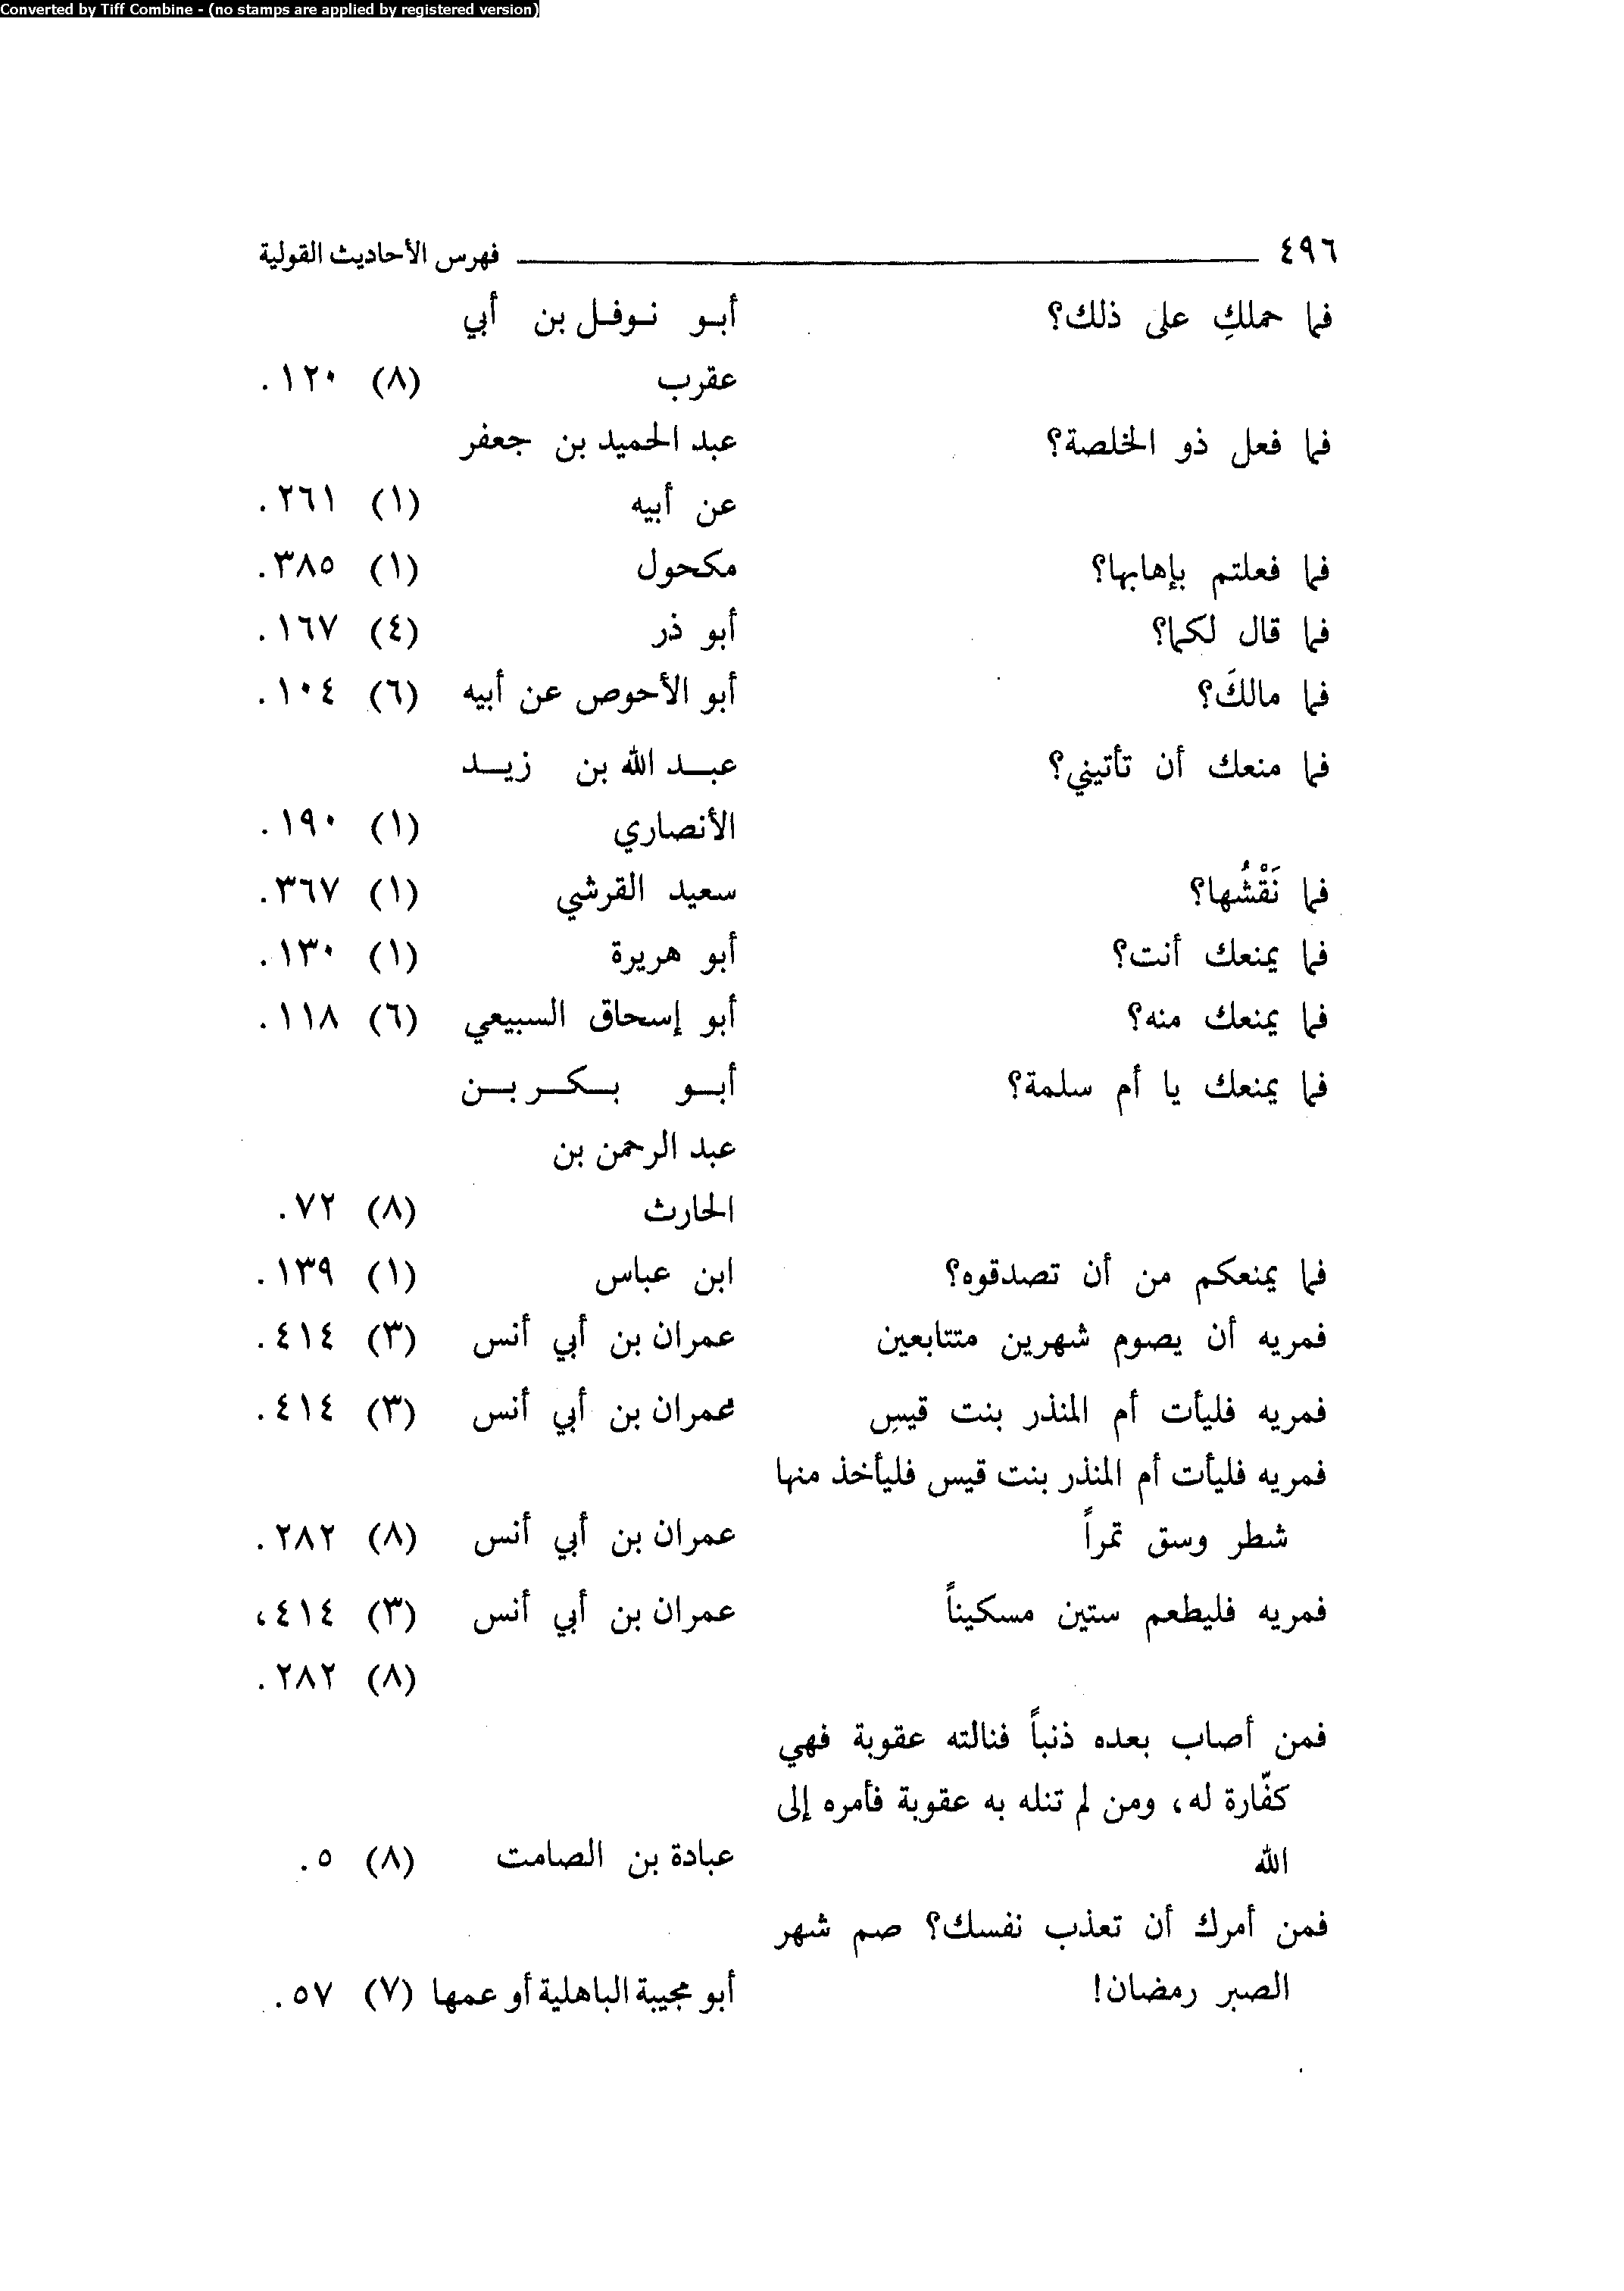 Converted by Tiff Combine - (no stamps are applied by registered version)
٤٩٦ فهرس الأحاديث القولية
فما حملكِ على ذلك؟ أبو نوفل بن أبي
عقرب (٨) ١٢٠.
فما فعل ذو الخلصة؟ عبد الحميد بن جعفر
عن أبيه (١) ٢٦١.
فما فعلتم بإهابها؟ مكحول (١) ٣٨٥.
فما قال لكما؟ أبو ذر (٤) ١٦٧.
فما مالكَ؟ أبو الأحوص عن أبيه (٦) ١٠٤.
فما منعك أن تأتيني؟ عبد الله بن زيد
الأنصاري (١) ١٩٠.
فما نَقْشُها؟ سعيد القرشي (١) ٣٦٧.
فما يمنعك أنت؟ أبو هريرة (١) ١٣٠.
فما يمنعك منه؟ أبو إسحاق السبيعي (٦) ١١٨.
فما يمنعك يا أم سلمة؟ أبو بكر بن
عبد الرحمن بن
الحارث (٨) ٧٢.
فما يمنعكم من أن تصدقوه؟ ابن عباس (١) ١٣٩.
فمريه أن يصوم شهرين متتابعين عمران بن أبي أنس (٣) ٤١٤.
فمريه فليأت أم المنذر بنت قيسِ عمران بن أبي أنس (٣) ٤١٤.
فمريه فليأت أم المنذر بنت قيس فليأخذ منها
شطر وسق تمراً عمران بن أبي أنس (٨) ٢٨٢.
فمريه فليطعم ستين مسكيناً عمران بن أبي أنس (٣) ٤١٤،
(٨) ٢٨٢.
فمن أصاب بعده ذنباً فنالته عقوبة فهي
كفّارة له، ومن لم تنله به عقوبة فأمره إلى
الله عبادة بن الصامت (٨) ٥.
فمن أمرك أن تعذب نفسك؟ صم شهر
الصبر رمضان! أبو مجيبة الباهلية أو عمها (٧) ٥٧.